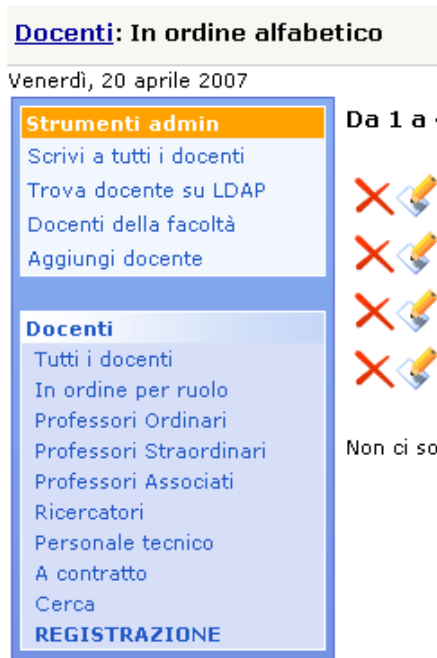 Docenti: In ordine alfabetico
Venerdì, 20 aprile 2007
Strumenti admin
Scrivi a tutti i docenti
Trova docente su LDAP
Docenti della facoltà
Aggiungi docente
Docenti
Tutti i docenti
In ordine per ruolo
Professori Ordinari
Professori Straordinari
Professori Associati
Ricercatori
Personale tecnico
A contratto
Cerca
REGISTRAZIONE
Da 1 a
Non ci so